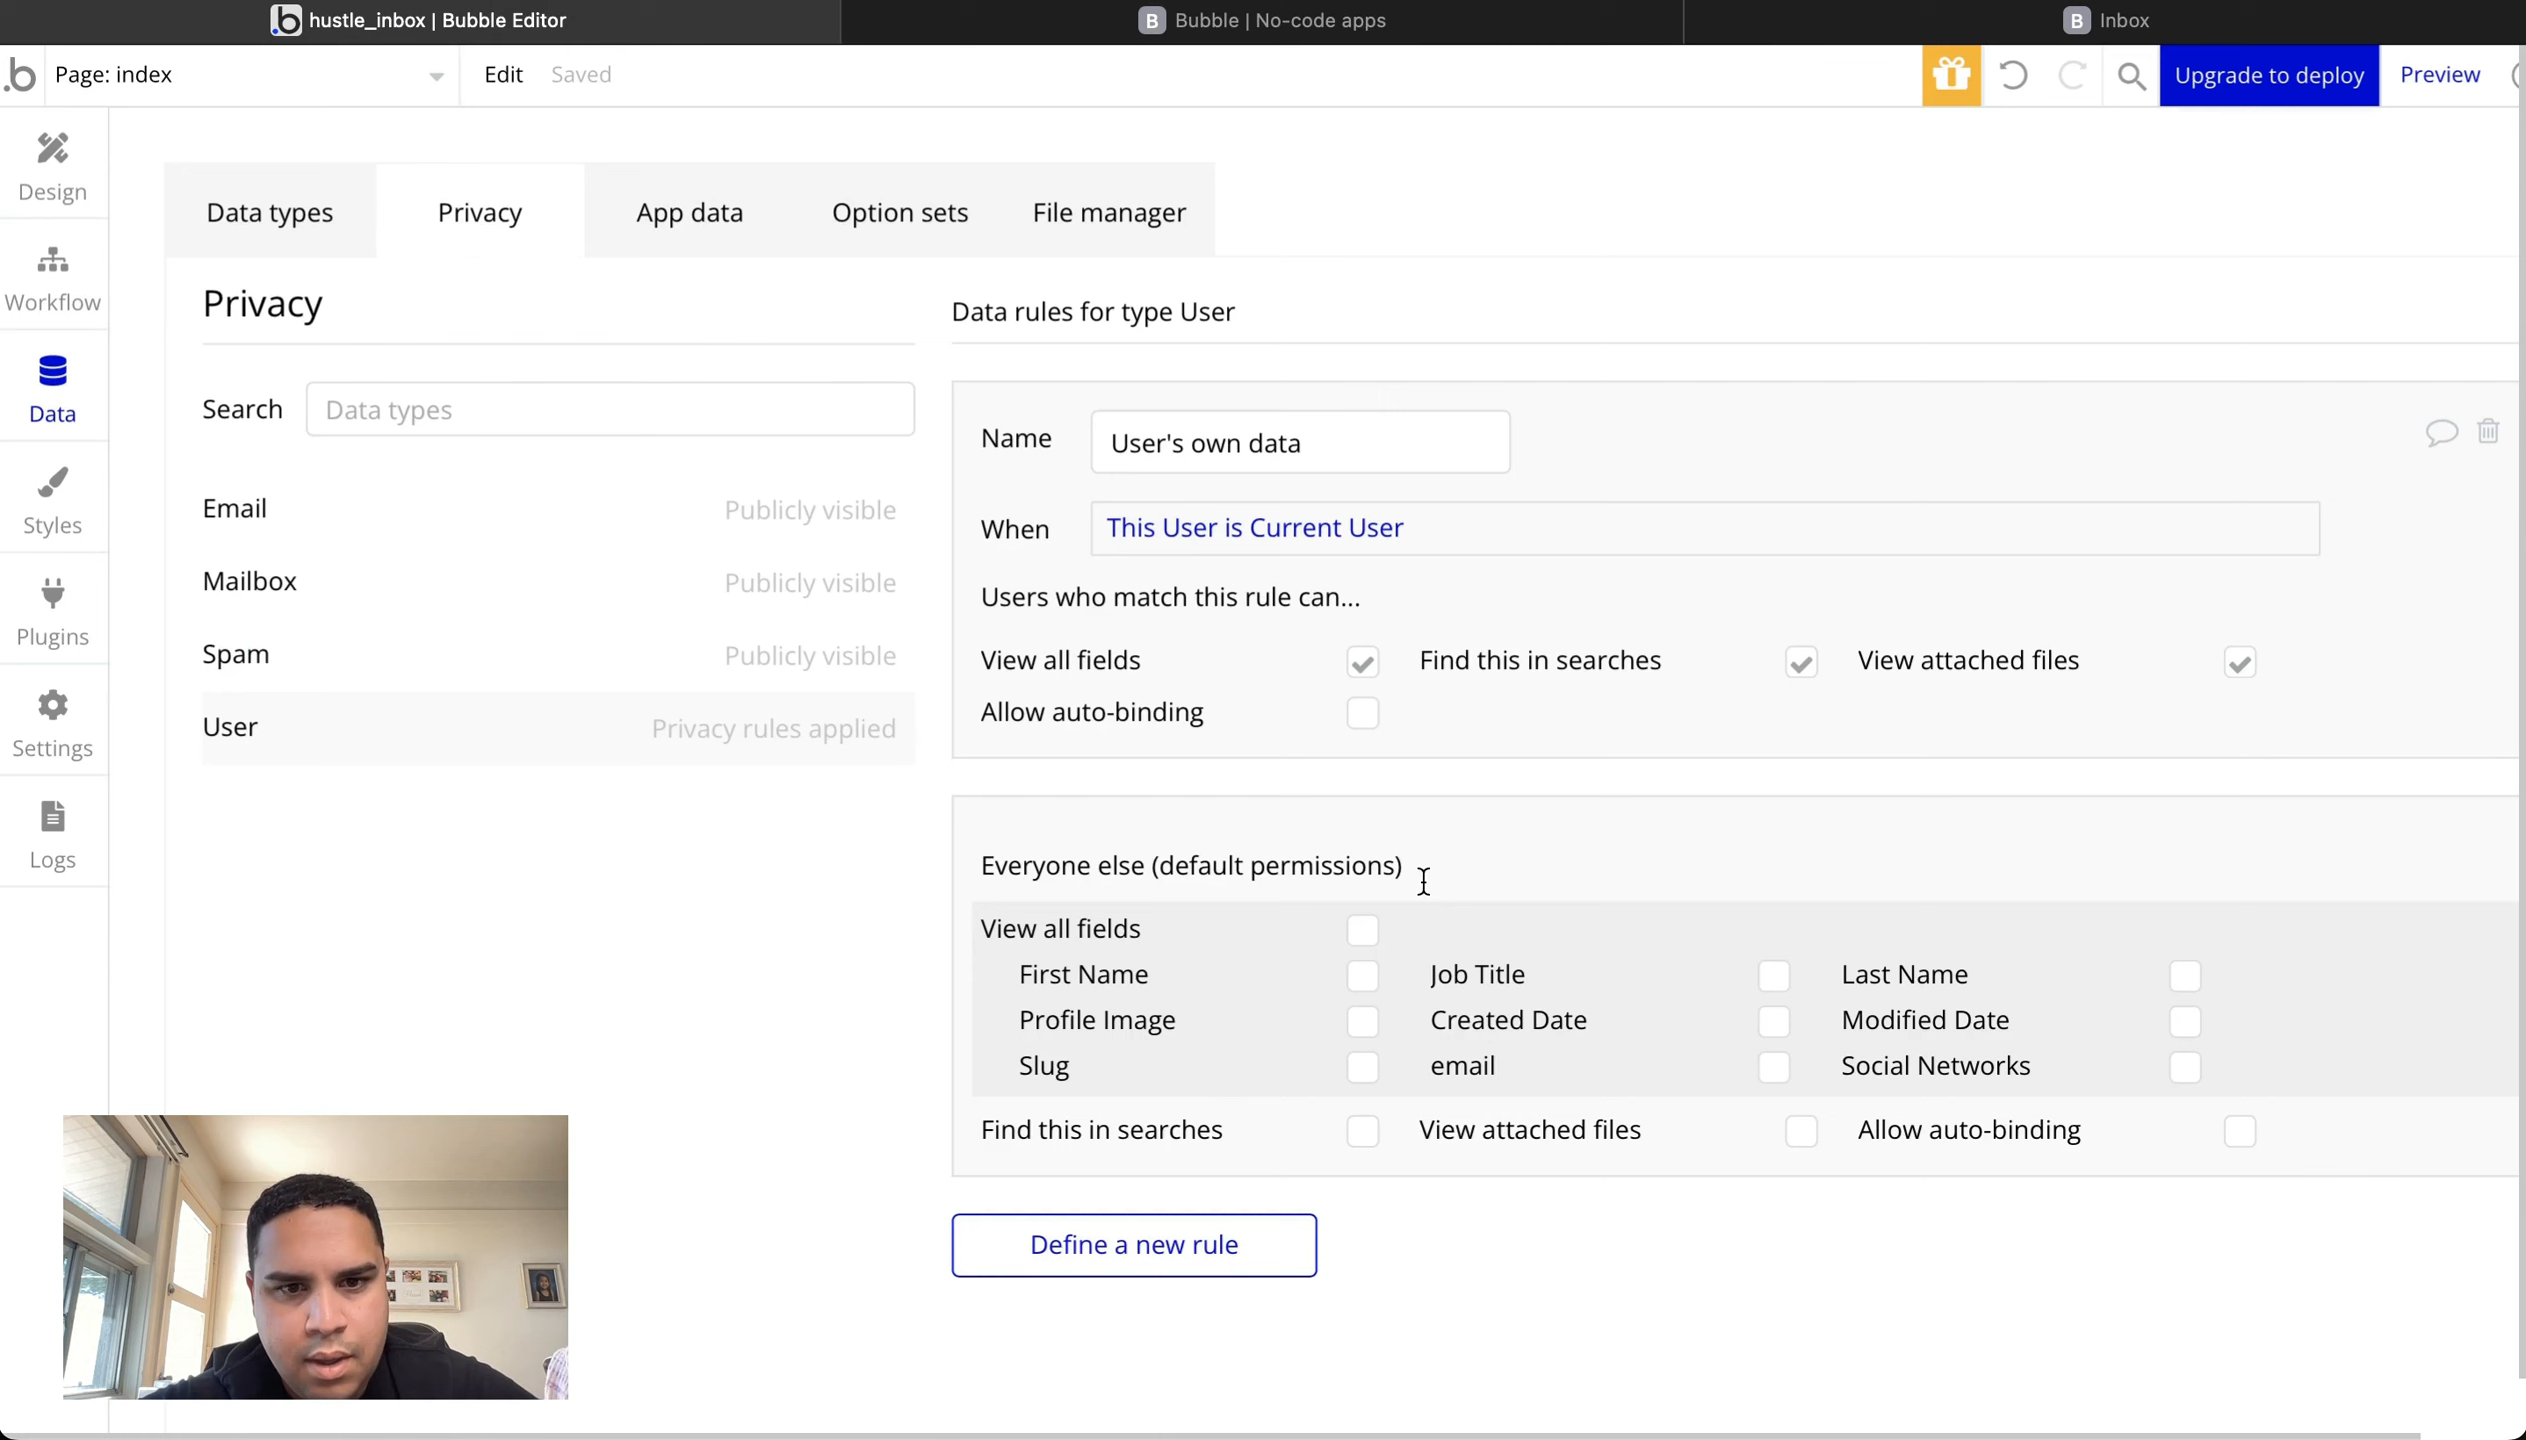 hustle_inbox | Bubble Editor
B Bubble | No-code apps
B Inbox
b Page: index Edit Saved Upgrade to deploy Preview
Design
Workflow
Data
Styles
Plugins
Settings
Logs
Data types Privacy App data Option sets File manager
Privacy
Search Data types
Email Publicly visible
Mailbox Publicly visible
Spam Publicly visible
User Privacy rules applied
Data rules for type User
Name User's own data
When This User is Current User
Users who match this rule can...
View all fields Find this in searches View attached files
Allow auto-binding
Everyone else (default permissions)
View all fields
First Name Job Title Last Name
Profile Image Created Date Modified Date
Slug email Social Networks
Find this in searches View attached files Allow auto-binding
Define a new rule